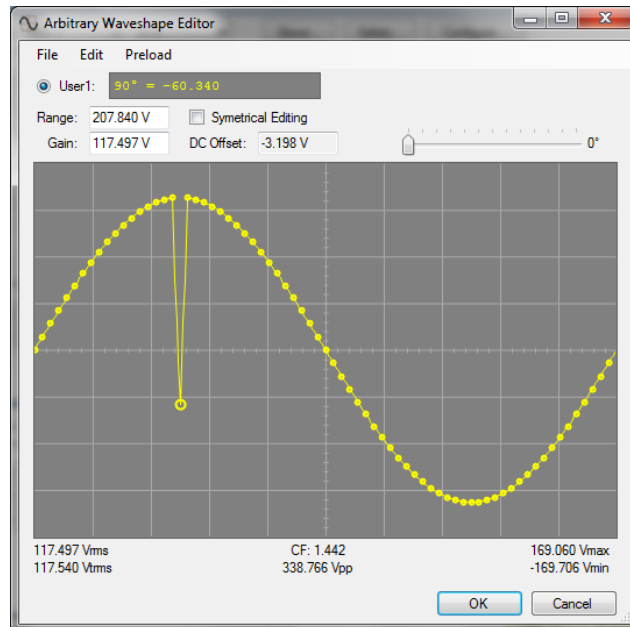 Arbitrary Waveshape Editor
File Edit Preload
User1: 90° = -60.340
Range: 207.840 V Symetrical Editing
Gain: 117.497 V DC Offset: -3.198 V 0°
117.497 Vrms CF: 1.442 169.060 Vmax
117.540 Vtrms 338.766 Vpp -169.706 Vmin
OK Cancel